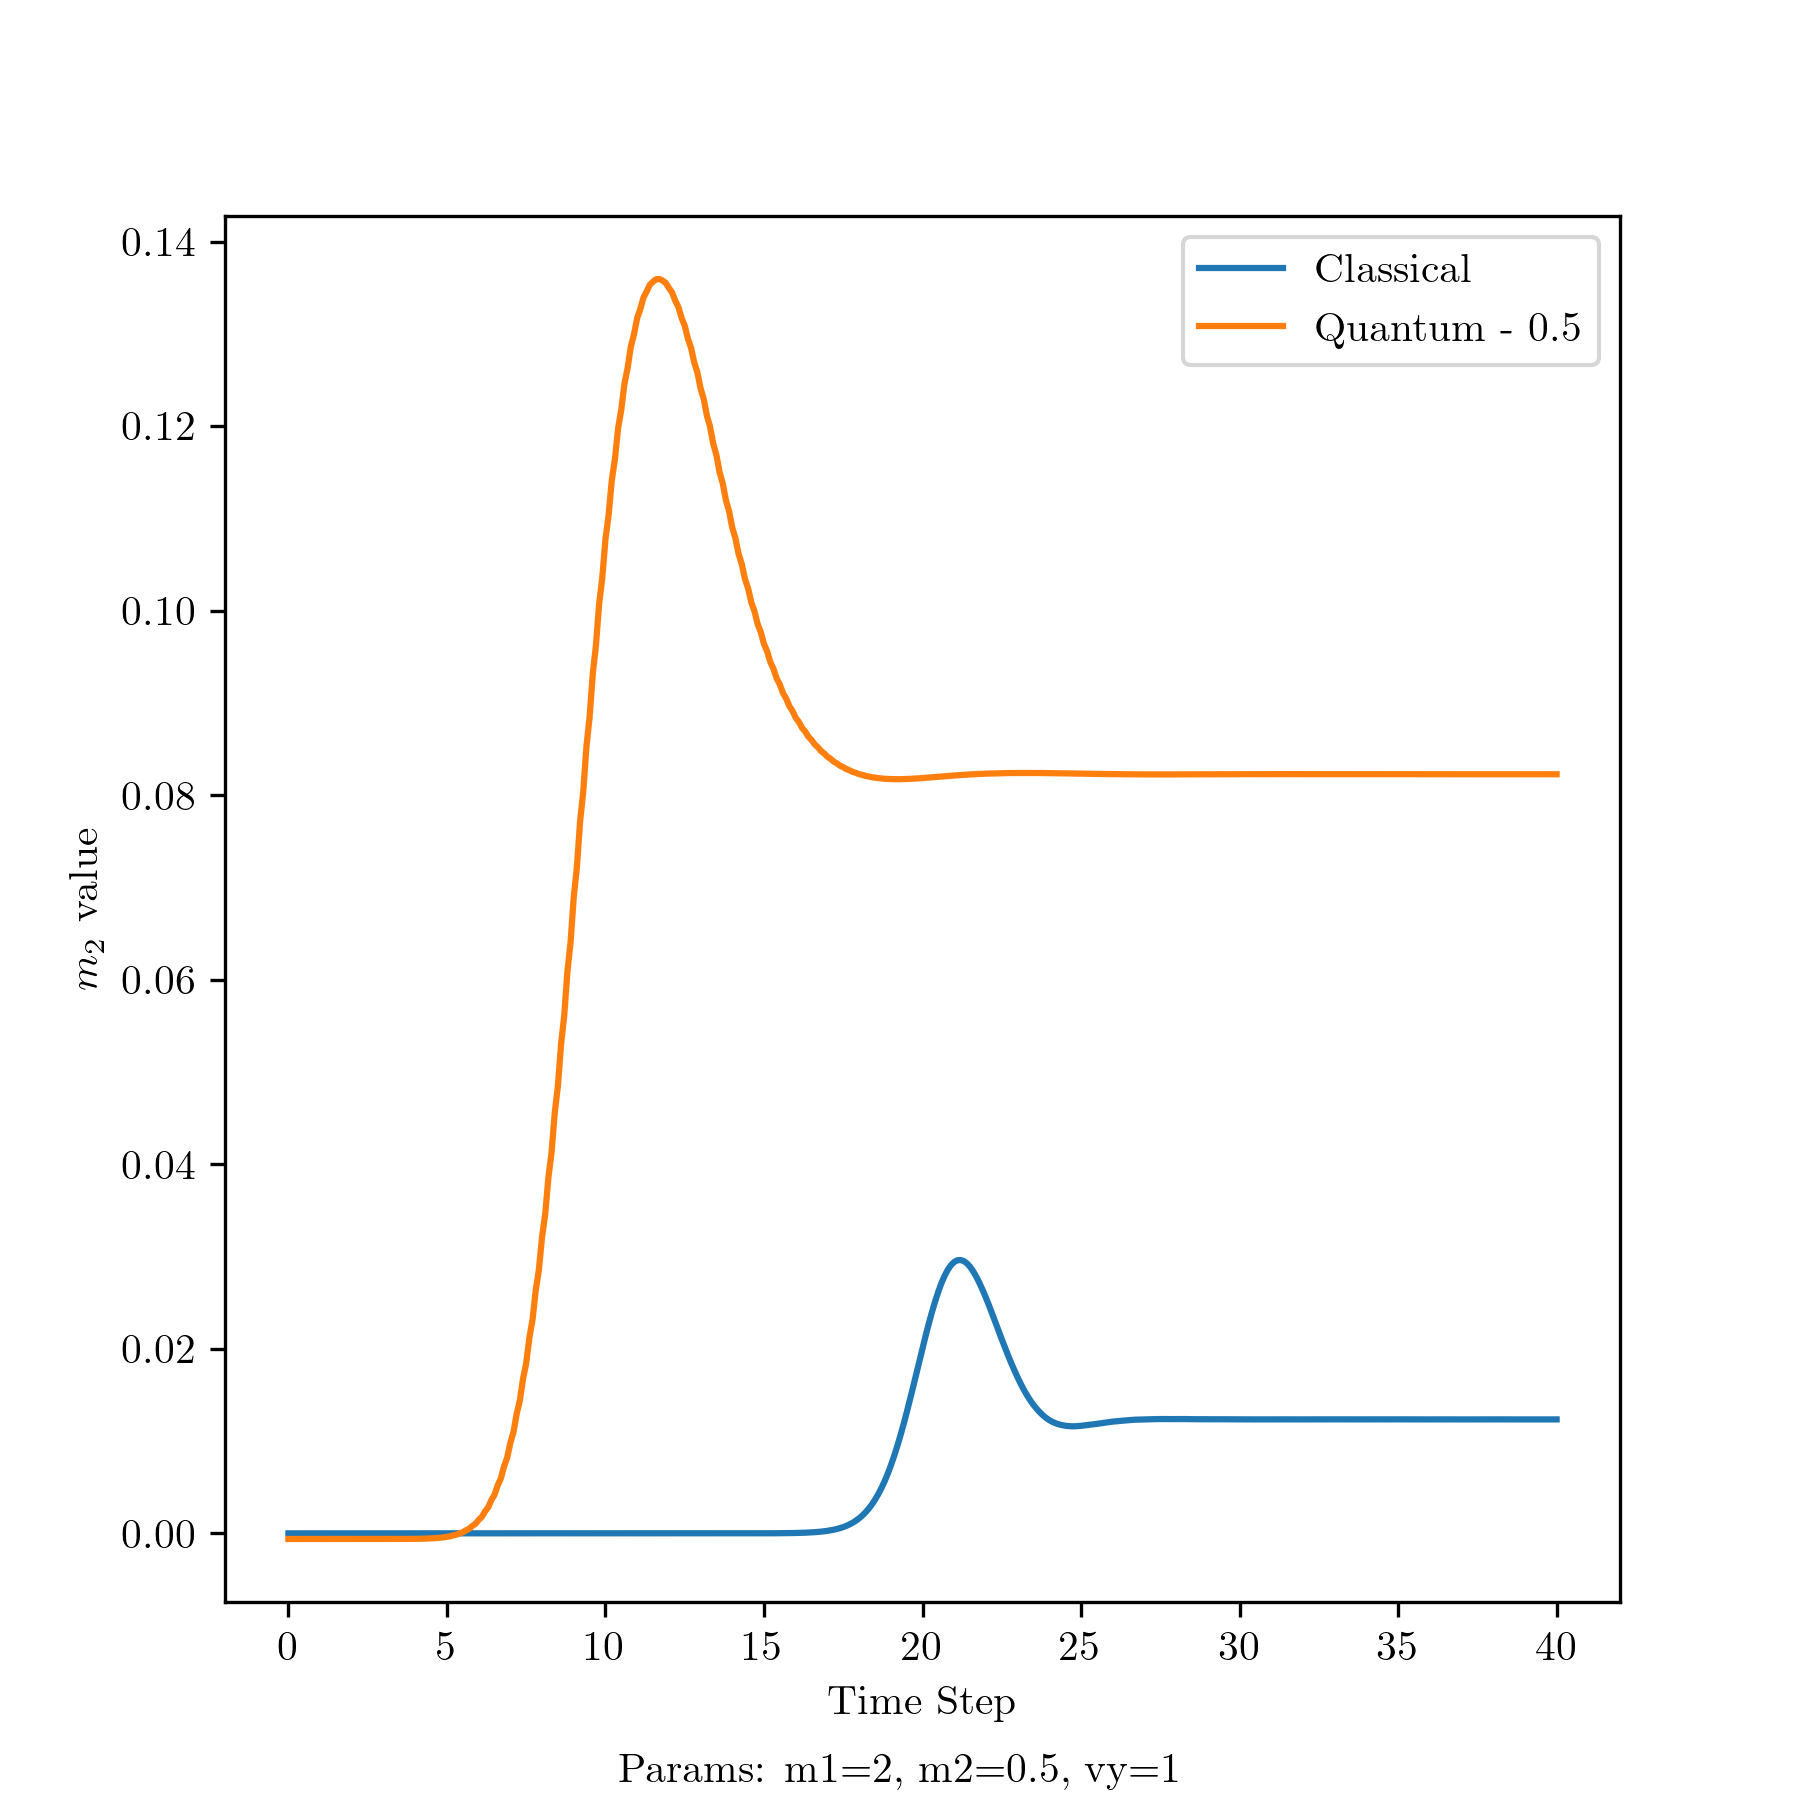 Classical
Quantum - 0.5
0.14
0.12
0.10
0.08
0.06
0.04
0.02
0.00
m₂ value
0 5 10 15 20 25 30 35 40
Time Step
Params: m1=2, m2=0.5, vy=1